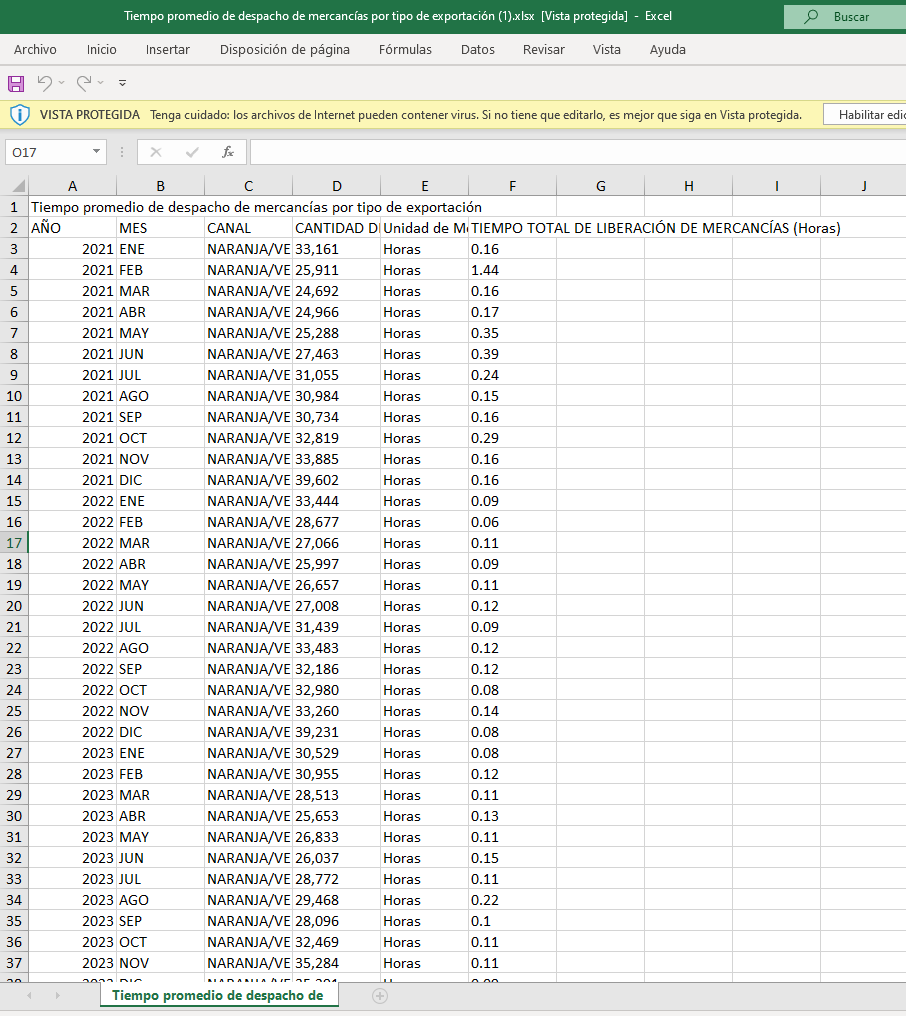 Tiempo promedio de despacho de mercancías por tipo de exportación (1).xlsx [Vista protegida] - Excel
Buscar
Archivo Inicio Insertar Disposición de página Fórmulas Datos Revisar Vista Ayuda
VISTA PROTEGIDA Tenga cuidado: los archivos de Internet pueden contener virus. Si no tiene que editarlo, es mejor que siga en Vista protegida. Habilitar edic
O17 fx
A B C D E F G H I J
1 Tiempo promedio de despacho de mercancías por tipo de exportación
2 AÑO MES CANAL CANTIDAD D Unidad de Me TIEMPO TOTAL DE LIBERACIÓN DE MERCANCÍAS (Horas)
3 2021 ENE NARANJA/VE 33,161 Horas 0.16
4 2021 FEB NARANJA/VE 25,911 Horas 1.44
5 2021 MAR NARANJA/VE 24,692 Horas 0.16
6 2021 ABR NARANJA/VE 24,966 Horas 0.17
7 2021 MAY NARANJA/VE 25,288 Horas 0.35
8 2021 JUN NARANJA/VE 27,463 Horas 0.39
9 2021 JUL NARANJA/VE 31,055 Horas 0.24
10 2021 AGO NARANJA/VE 30,984 Horas 0.15
11 2021 SEP NARANJA/VE 30,734 Horas 0.16
12 2021 OCT NARANJA/VE 32,819 Horas 0.29
13 2021 NOV NARANJA/VE 33,885 Horas 0.16
14 2021 DIC NARANJA/VE 39,602 Horas 0.16
15 2022 ENE NARANJA/VE 33,444 Horas 0.09
16 2022 FEB NARANJA/VE 28,677 Horas 0.06
17 2022 MAR NARANJA/VE 27,066 Horas 0.11
18 2022 ABR NARANJA/VE 25,997 Horas 0.09
19 2022 MAY NARANJA/VE 26,657 Horas 0.11
20 2022 JUN NARANJA/VE 27,008 Horas 0.12
21 2022 JUL NARANJA/VE 31,439 Horas 0.09
22 2022 AGO NARANJA/VE 33,483 Horas 0.12
23 2022 SEP NARANJA/VE 32,186 Horas 0.12
24 2022 OCT NARANJA/VE 32,980 Horas 0.08
25 2022 NOV NARANJA/VE 33,260 Horas 0.14
26 2022 DIC NARANJA/VE 39,231 Horas 0.08
27 2023 ENE NARANJA/VE 30,529 Horas 0.08
28 2023 FEB NARANJA/VE 30,955 Horas 0.12
29 2023 MAR NARANJA/VE 28,513 Horas 0.11
30 2023 ABR NARANJA/VE 25,653 Horas 0.13
31 2023 MAY NARANJA/VE 26,833 Horas 0.11
32 2023 JUN NARANJA/VE 26,037 Horas 0.15
33 2023 JUL NARANJA/VE 28,772 Horas 0.11
34 2023 AGO NARANJA/VE 29,468 Horas 0.22
35 2023 SEP NARANJA/VE 28,096 Horas 0.1
36 2023 OCT NARANJA/VE 32,469 Horas 0.11
37 2023 NOV NARANJA/VE 35,284 Horas 0.11
Tiempo promedio de despacho de